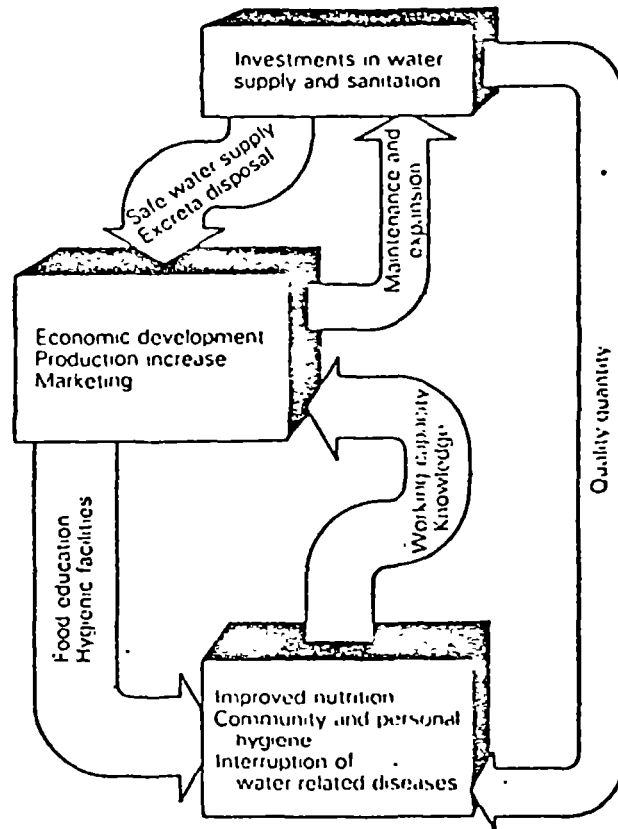 Investments in water
supply and sanitation
Safe water supply
Excreta disposal
Maintenance and
expansion
Economic development
Production increase
Marketing
Working capacity
Knowledge
Quality quantity
Food education
Hygienic facilities
Improved nutrition
Community and personal
hygiene
Interruption of
water related diseases